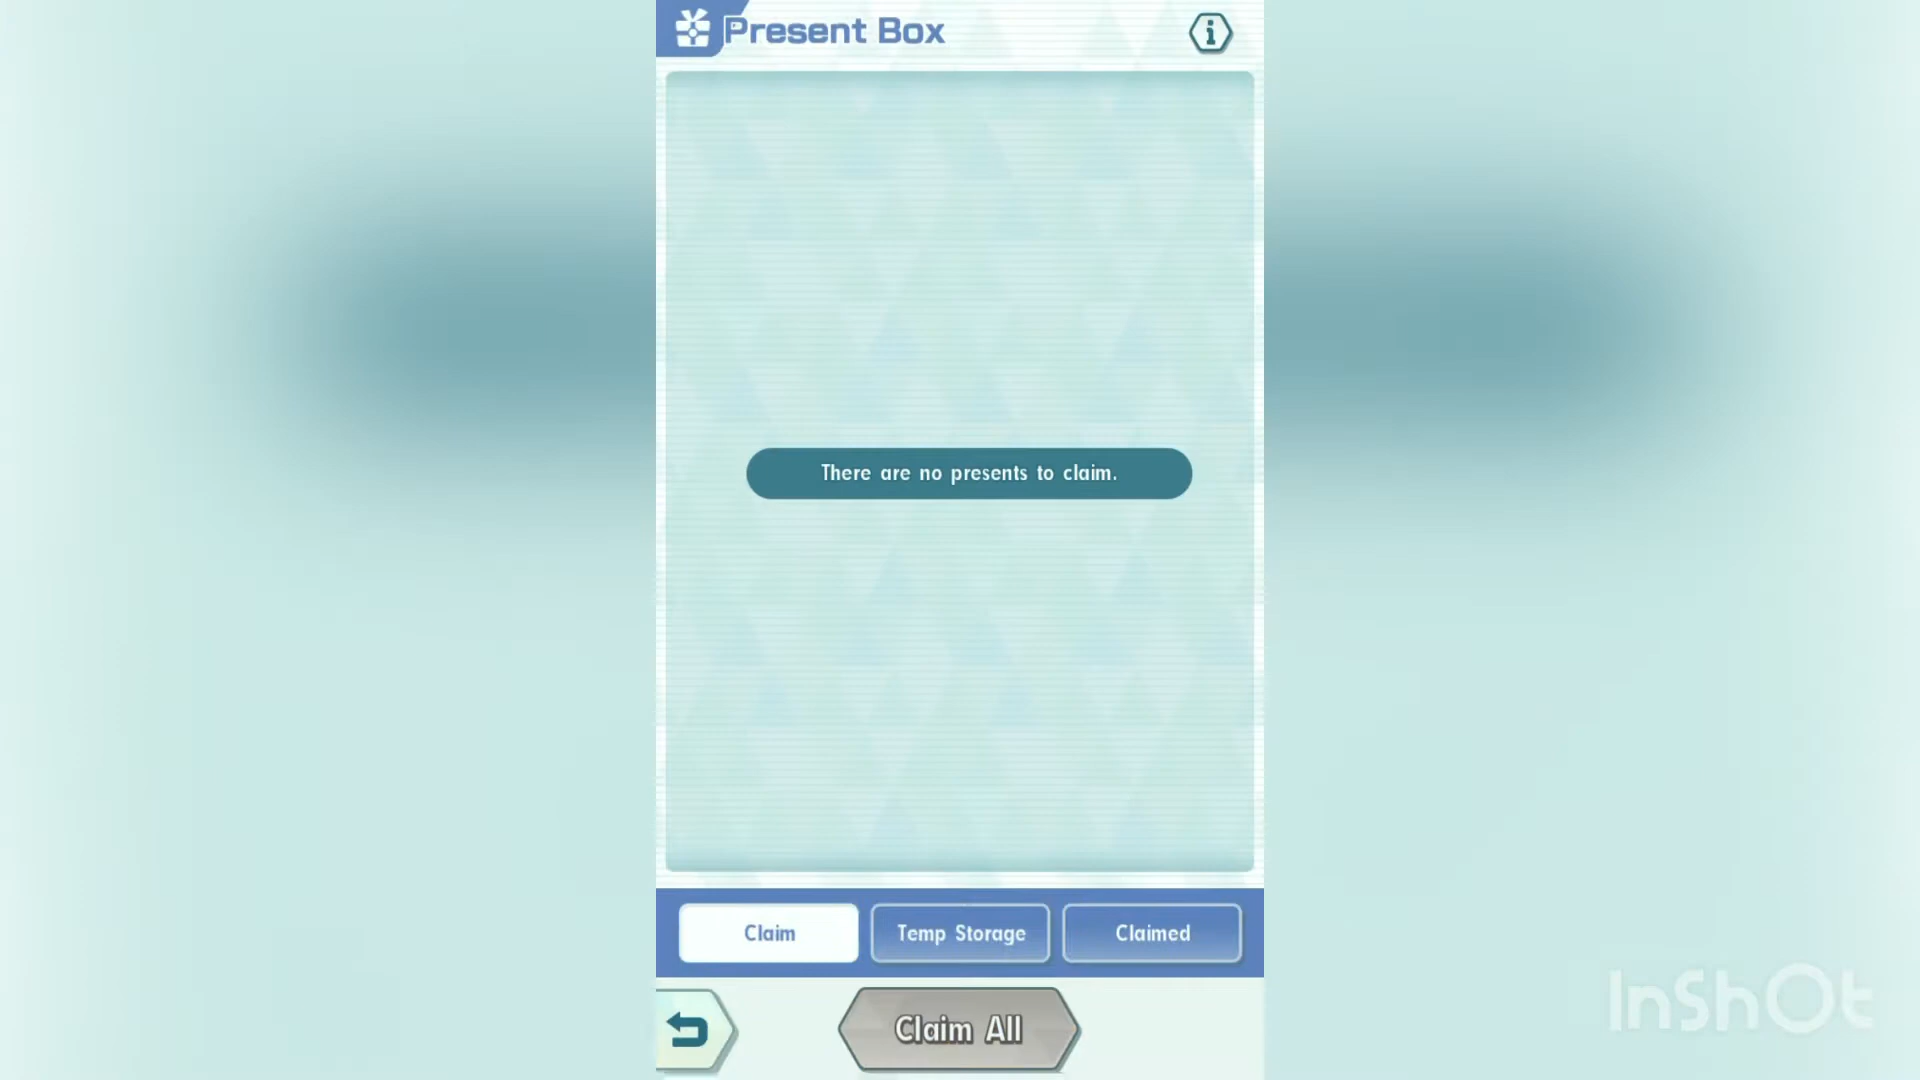 Present Box
There are no presents to claim.
Claim
Temp Storage
Claimed
Claim All
InShOt